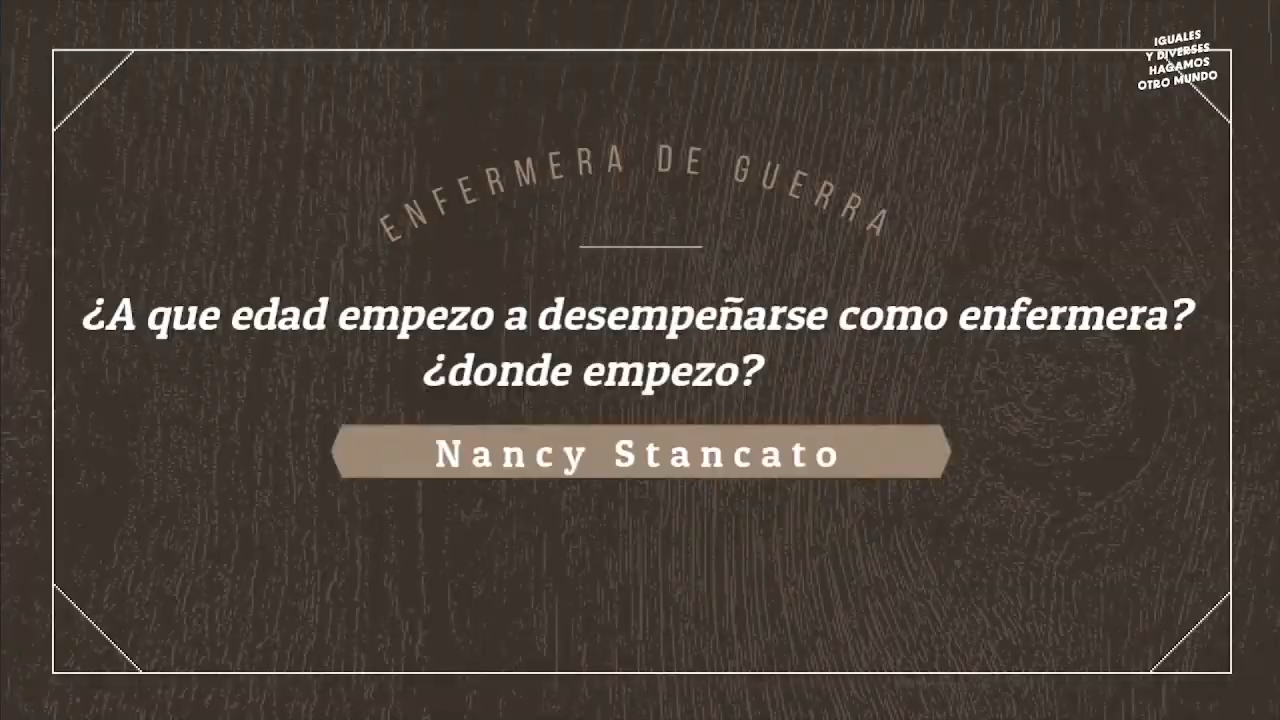 IGUALES
Y DIVERSES
HAGAMOS
OTRO MUNDO
ENFERMERA DE GUERRA
¿A que edad empezo a desempeñarse como enfermera?
¿donde empezo?
Nancy Stancato